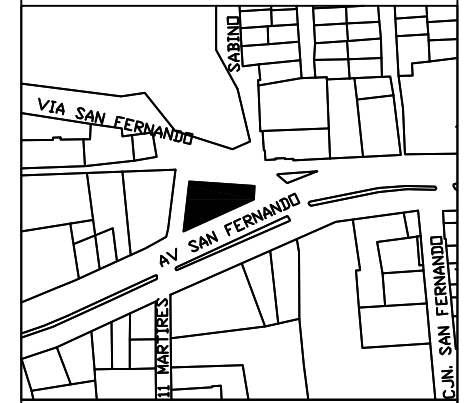 SABINO
VIA SAN FERNANDO
AV SAN FERNANDO
11 MARTIRES
CJN. SAN FERNANDO